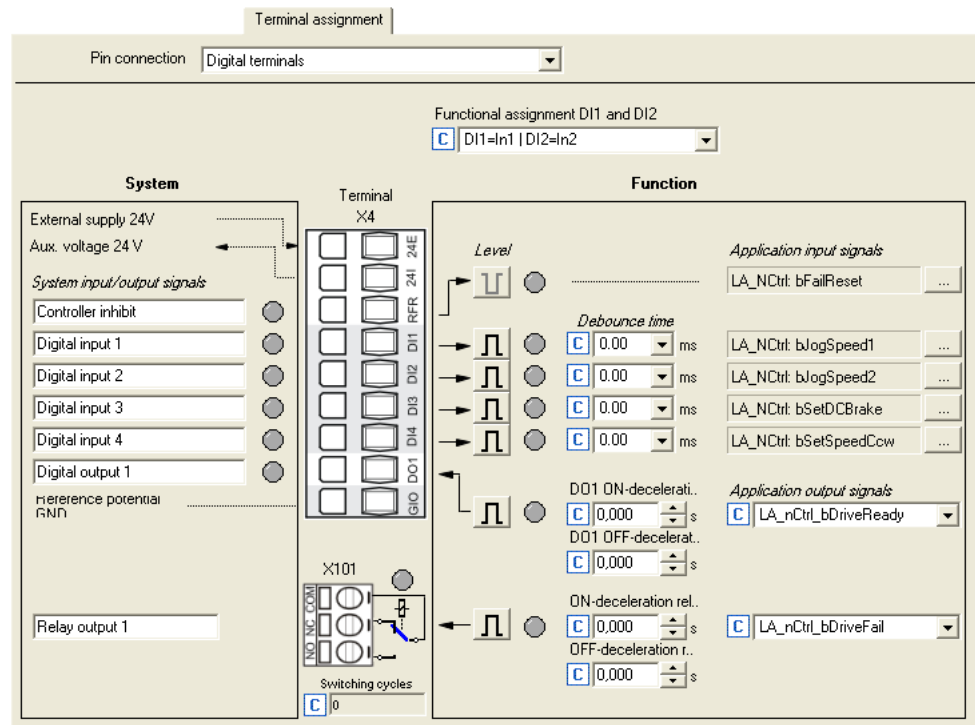 Terminal assignment
Pin connection Digital terminals
Functional assignment DI1 and DI2
C DI1=In1 | DI2=In2
System
Terminal
X4
Function
External supply 24V
Aux. voltage 24 V
System input/output signals
Controller inhibit
Digital input 1
Digital input 2
Digital input 3
Digital input 4
Digital output 1
Reference potential
GND
Relay output 1
24E
24I
RFR
DI1
DI2
DI3
DI4
DO1
GIO
X101
COM
NC
NO
Switching cycles
C 0
Level
Application input signals
LA_NCtrl: bFailReset ...
Debounce time
C 0.00 ms LA_NCtrl: bJogSpeed1 ...
C 0.00 ms LA_NCtrl: bJogSpeed2 ...
C 0.00 ms LA_NCtrl: bSetDCBrake ...
C 0.00 ms LA_NCtrl: bSetSpeedCcw ...
DO1 ON-decelerati.. Application output signals
C 0,000 s C LA_nCtrl_bDriveReady
DO1 OFF-decelerat..
C 0,000 s
ON-deceleration rel..
C 0,000 s C LA_nCtrl_bDriveFail
OFF-deceleration r..
C 0,000 s